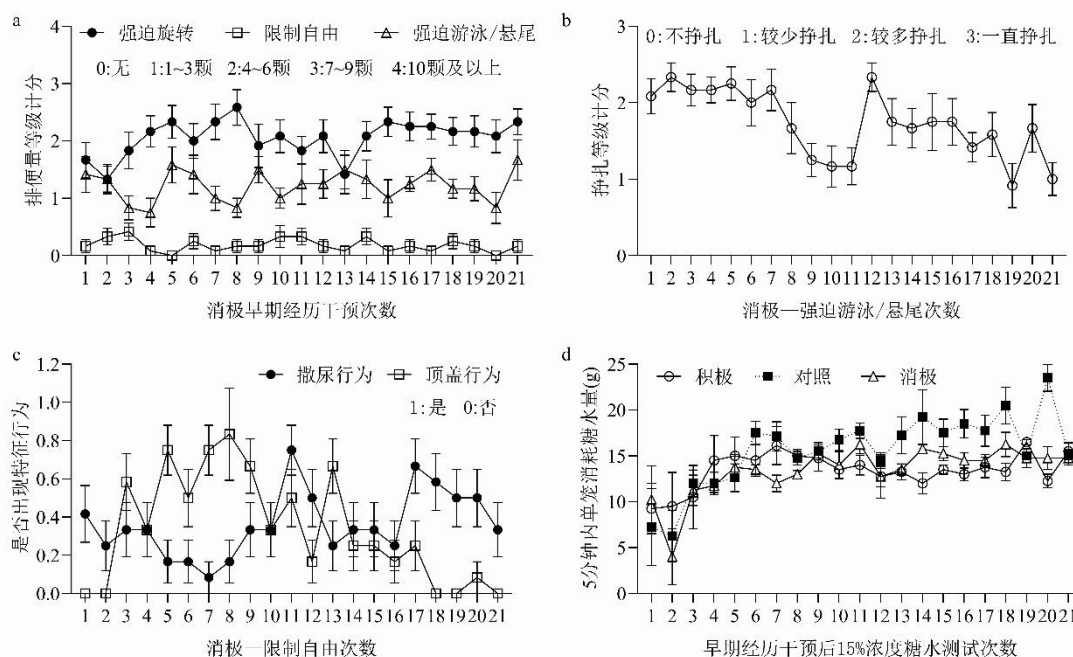 a
强迫旋转 限制自由 强迫游泳/悬尾
0:无 1:1~3颗 2:4~6颗 3:7~9颗 4:10颗及以上
排便量等级计分
4
3
2
1
0
1 2 3 4 5 6 7 8 9 10 11 12 13 14 15 16 17 18 19 20 21
消极早期经历干预次数
b
0:不挣扎 1:较少挣扎 2:较多挣扎 3:一直挣扎
挣扎等级计分
3
2
1
0
1 2 3 4 5 6 7 8 9 10 11 12 13 14 15 16 17 18 19 20 21
消极—强迫游泳/悬尾次数
c
撒尿行为 顶盖行为
1:是 0:否
是否出现特征行为
1.2
1.0
0.8
0.6
0.4
0.2
0.0
1 2 3 4 5 6 7 8 9 10 11 12 13 14 15 16 17 18 19 20 21
消极—限制自由次数
d
积极 对照 消极
5分钟内单笼消耗糖水量(g)
25
20
15
10
5
0
1 2 3 4 5 6 7 8 9 10 11 12 13 14 15 16 17 18 19 20 21
早期经历干预后15%浓度糖水测试次数